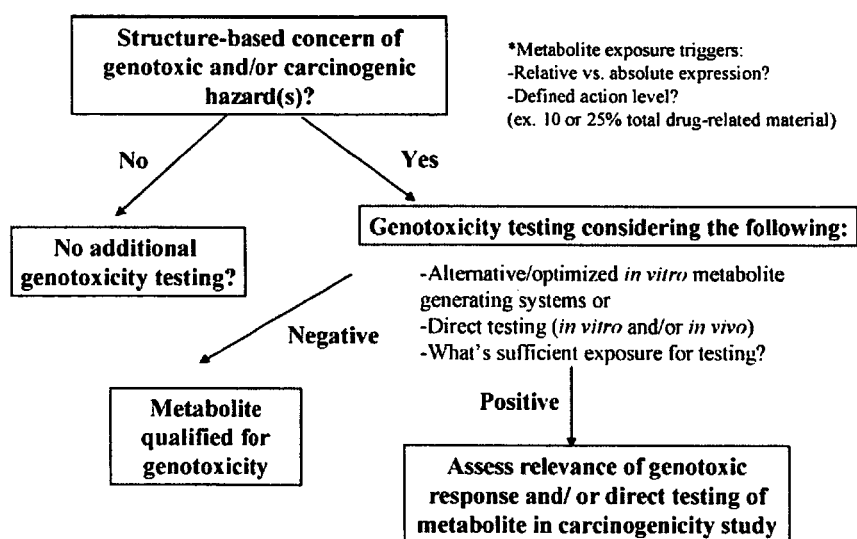 Structure-based concern of
genotoxic and/or carcinogenic
hazard(s)?
*Metabolite exposure triggers:
-Relative vs. absolute expression?
-Defined action level?
(ex. 10 or 25% total drug-related material)
No
Yes
No additional
genotoxicity testing?
Genotoxicity testing considering the following:
-Alternative/optimized in vitro metabolite
generating systems or
-Direct testing (in vitro and/or in vivo)
-What's sufficient exposure for testing?
Negative
Positive
Metabolite
qualified for
genotoxicity
Assess relevance of genotoxic
response and/ or direct testing of
metabolite in carcinogenicity study